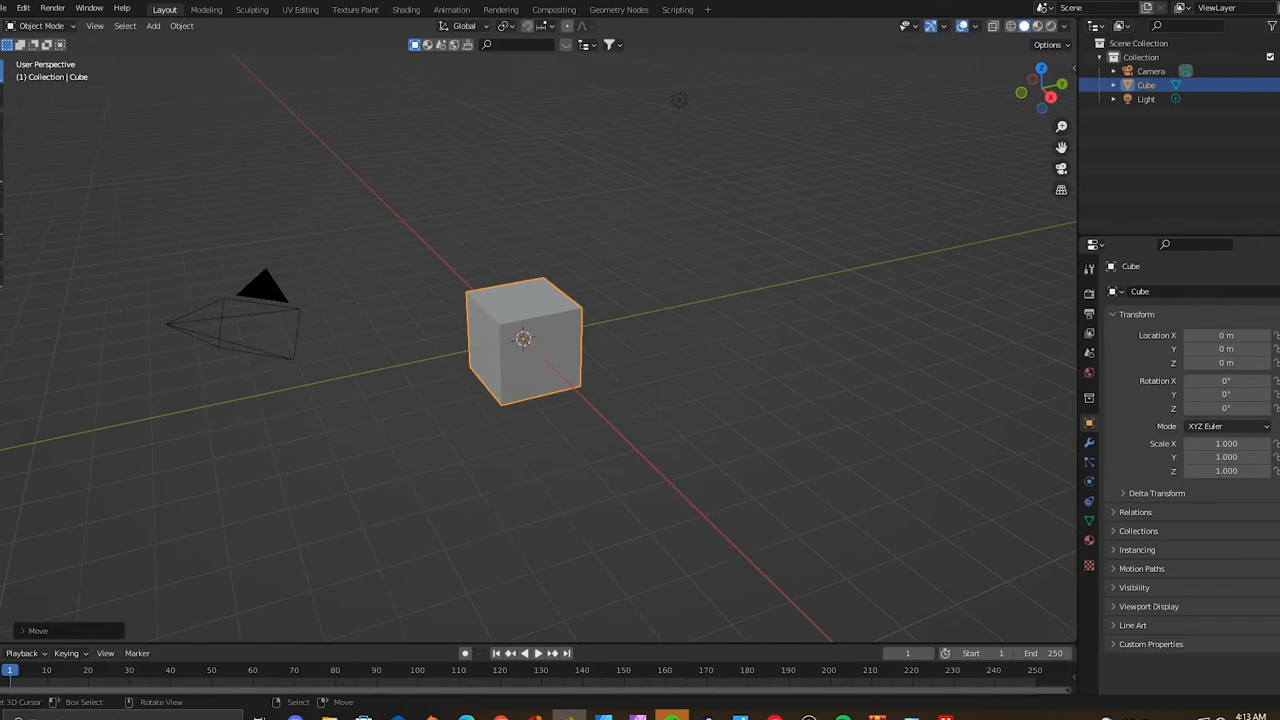 Edit Render Window Help Layout Modeling Sculpting UV Editing Texture Paint Shading Animation Rendering Compositing Geometry Nodes Scripting + Scene ViewLayer
Object Mode View Select Add Object Global
Options
User Perspective
(1) Collection | Cube
Z
Y
X
Scene Collection
Collection
Camera
Cube
Light
Cube
Cube
Transform
Location X 0 m
Y 0 m
Z 0 m
Rotation X 0°
Y 0°
Z 0°
Mode XYZ Euler
Scale X 1.000
Y 1.000
Z 1.000
Delta Transform
Relations
Collections
Instancing
Motion Paths
Visibility
Viewport Display
Line Art
Custom Properties
Move
Playback Keying View Marker 1 Start 1 End 250
1 10 20 30 40 50 60 70 80 90 100 110 120 130 140 150 160 170 180 190 200 210 220 230 240 250
et 3D Cursor Box Select Rotate View Select Move
4:13 AM